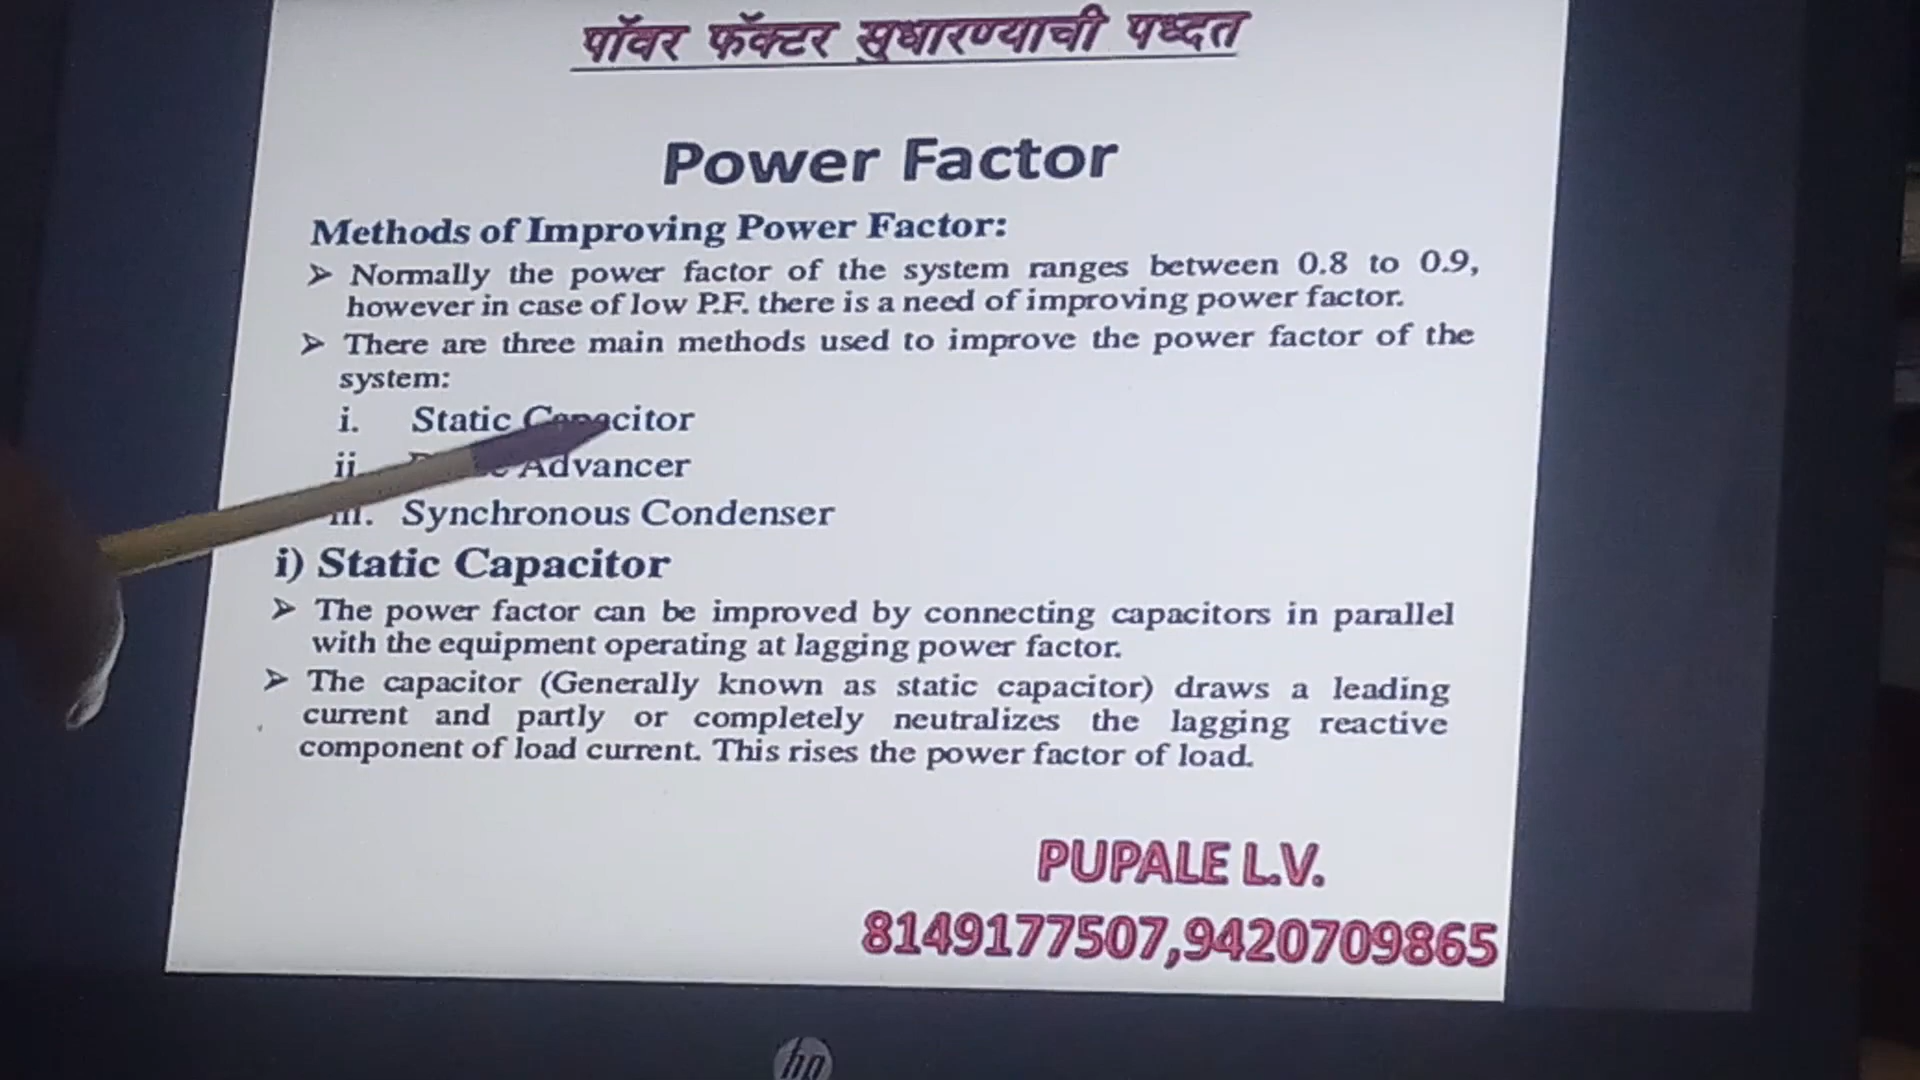 पॉवर फॅक्टर सुधारण्याची पध्दत
Power Factor
Methods of Improving Power Factor:
➢ Normally the power factor of the system ranges between 0.8 to 0.9,
however in case of low P.F. there is a need of improving power factor.
➢ There are three main methods used to improve the power factor of the
system:
i. Static Capacitor
ii. Advancer
iii. Synchronous Condenser
i) Static Capacitor
➢ The power factor can be improved by connecting capacitors in parallel
with the equipment operating at lagging power factor.
➢ The capacitor (Generally known as static capacitor) draws a leading
current and partly or completely neutralizes the lagging reactive
component of load current. This rises the power factor of load.
PUPALE L.V.
8149177507,9420709865
hp